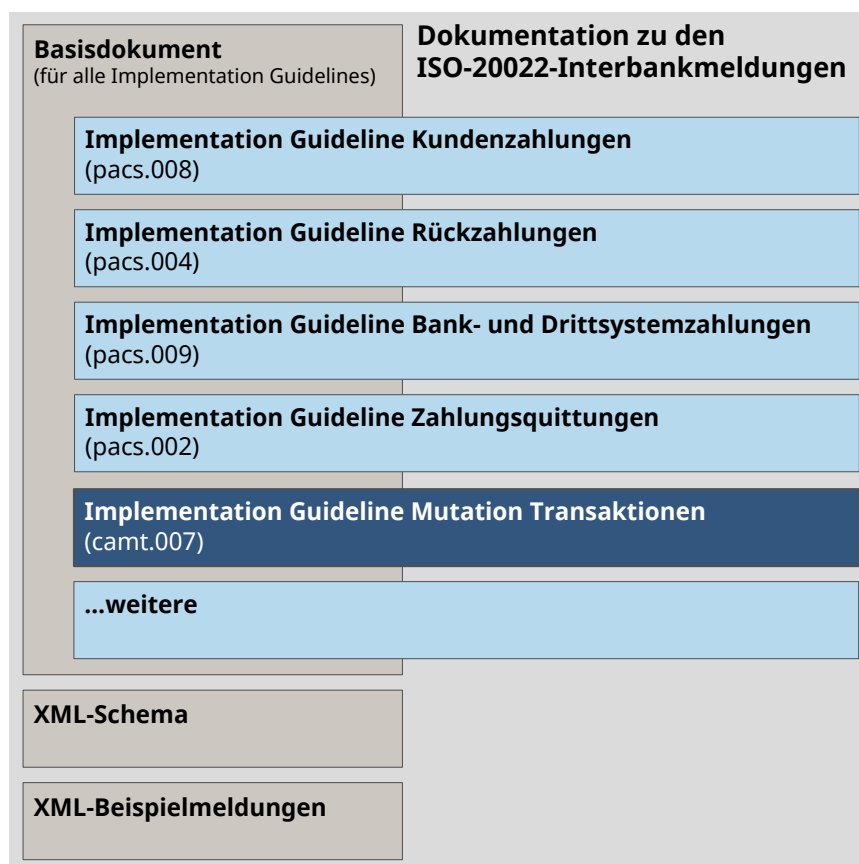 Basisdokument
(für alle Implementation Guidelines)
Dokumentation zu den
ISO-20022-Interbankmeldungen
Implementation Guideline Kundenzahlungen
(pacs.008)
Implementation Guideline Rückzahlungen
(pacs.004)
Implementation Guideline Bank- und Drittsystemzahlungen
(pacs.009)
Implementation Guideline Zahlungsquittungen
(pacs.002)
Implementation Guideline Mutation Transaktionen
(camt.007)
...weitere
XML-Schema
XML-Beispielmeldungen